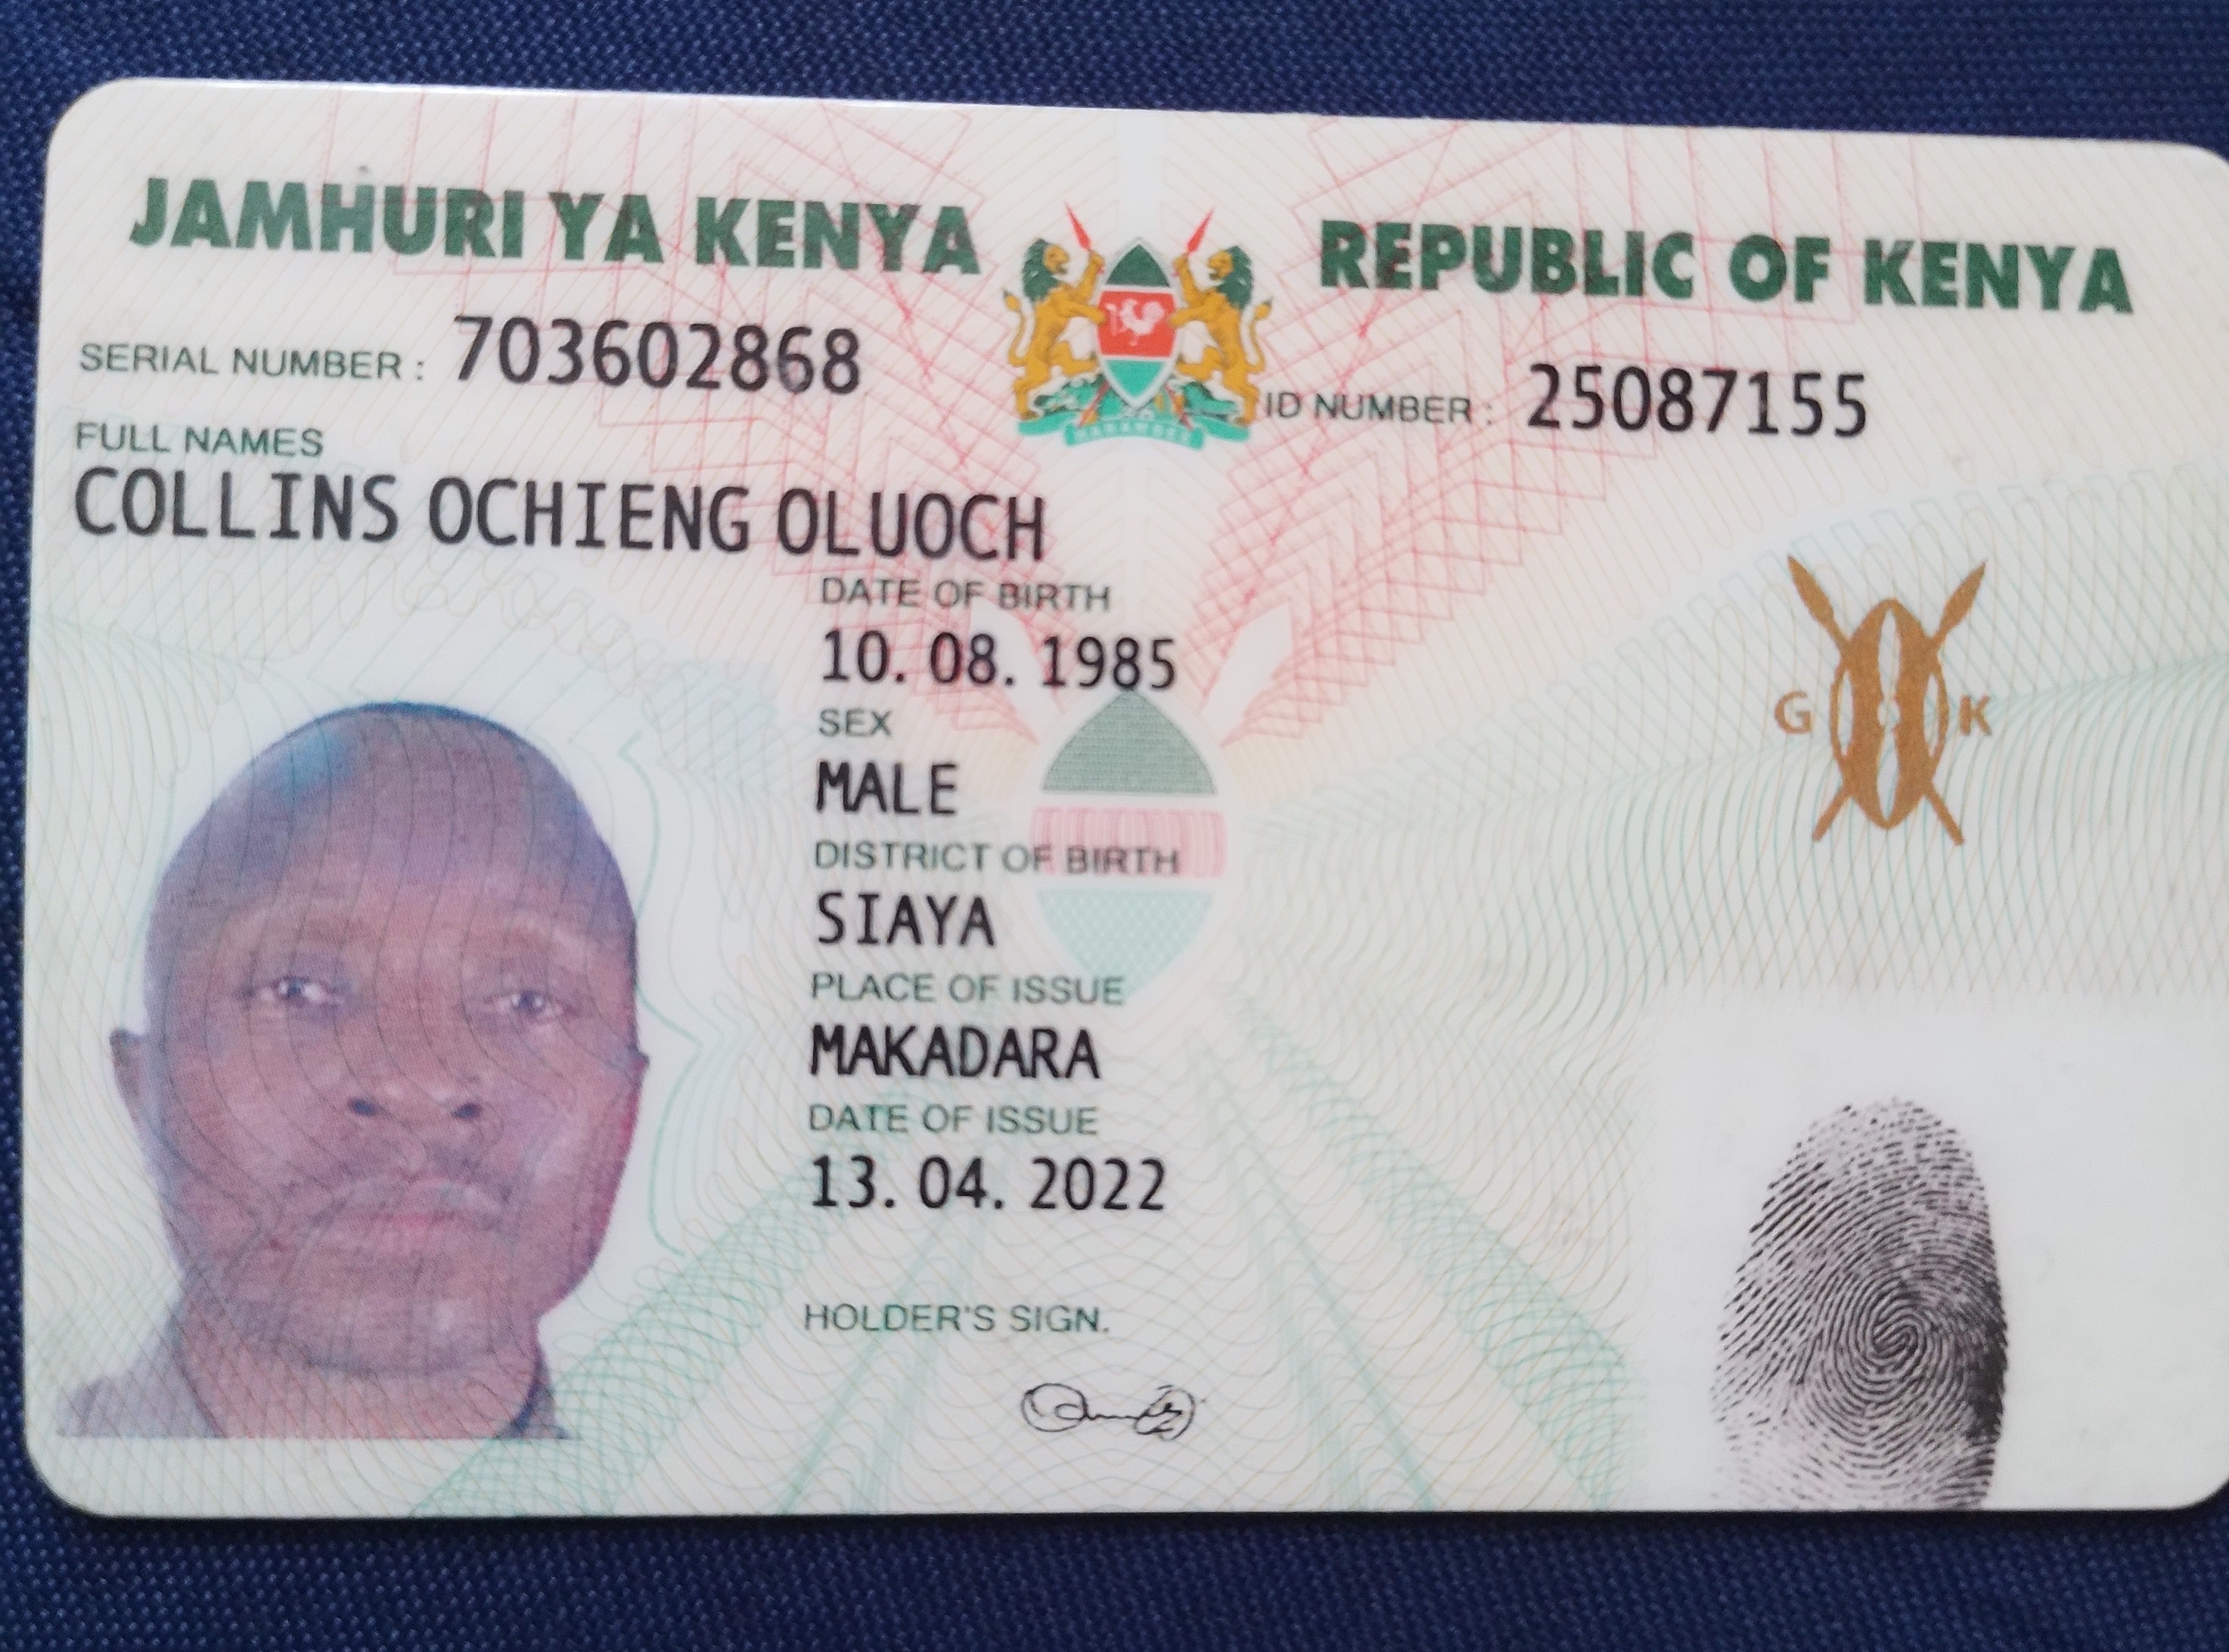 JAMHURI YA KENYA REPUBLIC OF KENYA
SERIAL NUMBER : 703602868 ID NUMBER : 25087155
FULL NAMES
COLLINS OCHIENG OLUOCH
DATE OF BIRTH
10. 08. 1985
SEX
MALE
G K
DISTRICT OF BIRTH
SIAYA
PLACE OF ISSUE
MAKADARA
DATE OF ISSUE
13. 04. 2022
HOLDER'S SIGN.